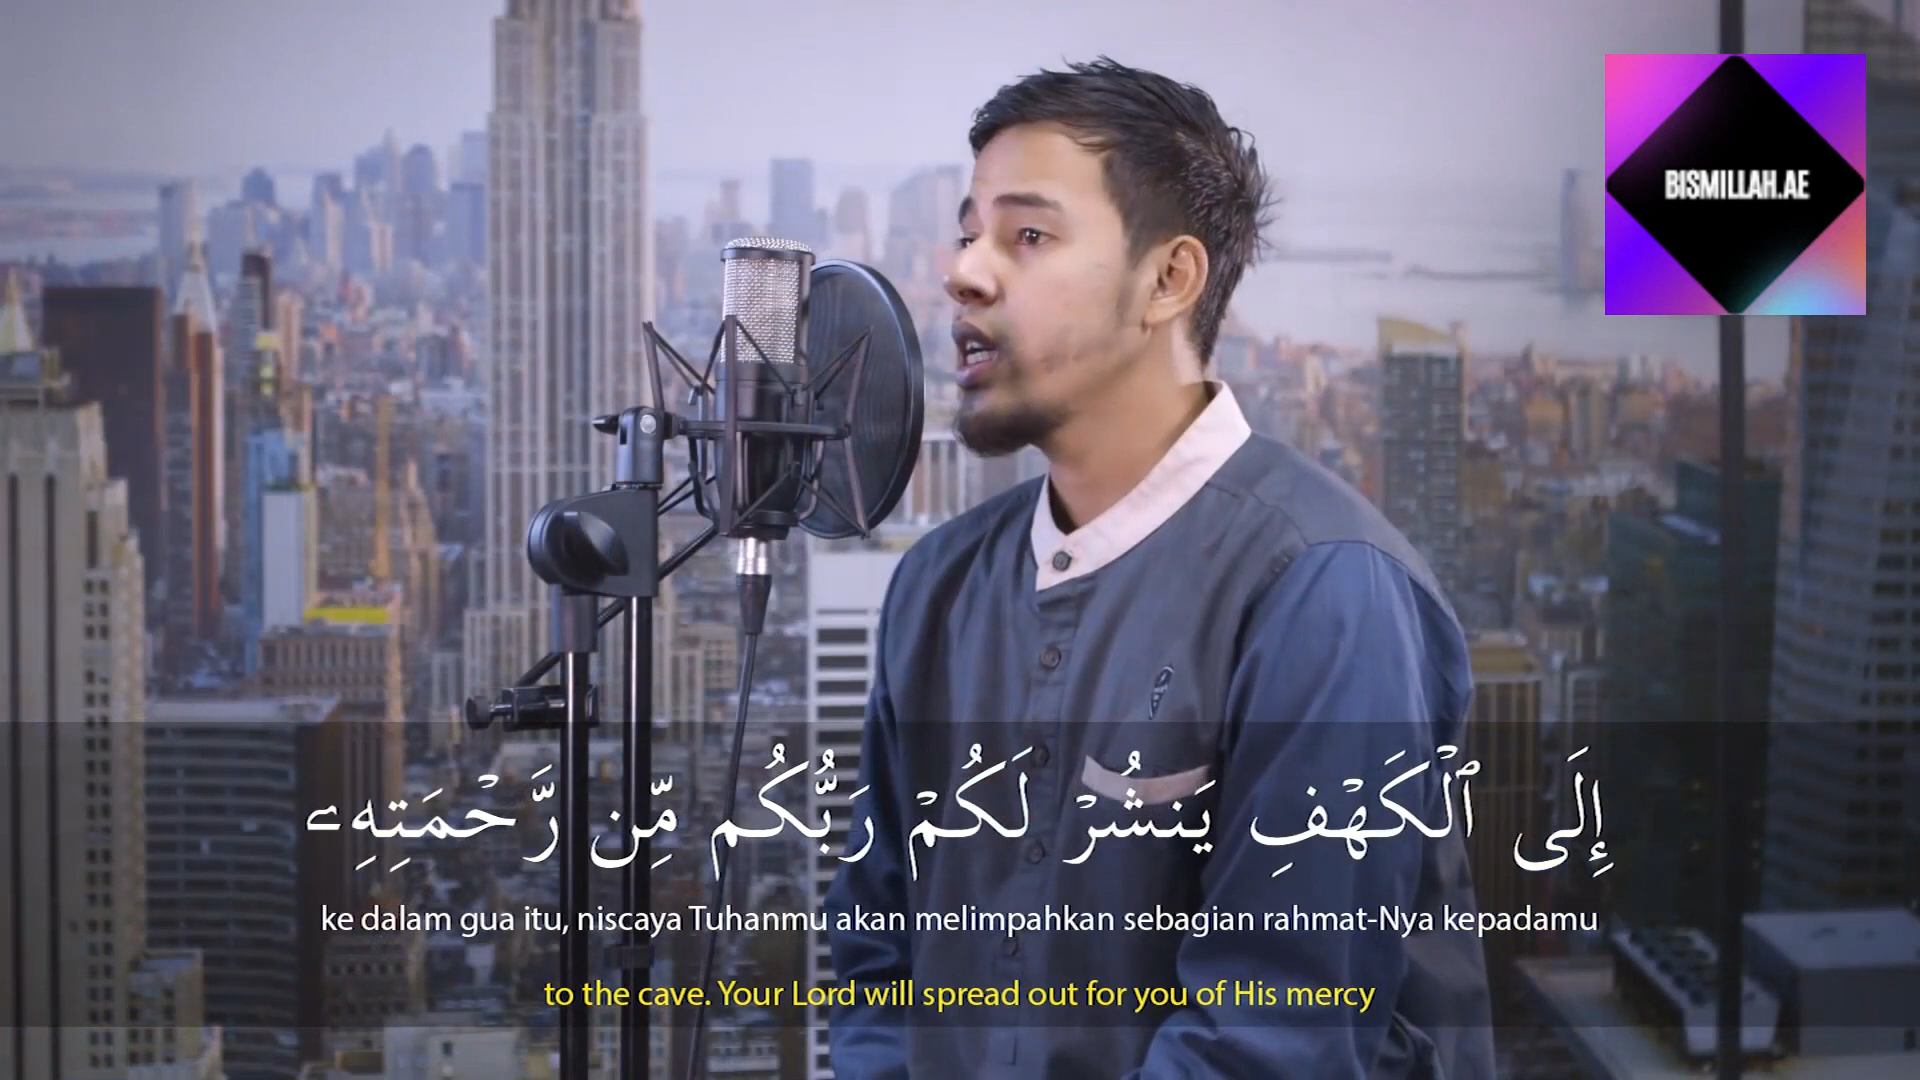 BISMILLAH.AE
إِلَى ٱلْكَهْفِ يَنشُرْ لَكُمْ رَبُّكُم مِّن رَّحْمَتِهِۦ
ke dalam gua itu, niscaya Tuhanmu akan melimpahkan sebagian rahmat-Nya kepadamu
to the cave. Your Lord will spread out for you of His mercy